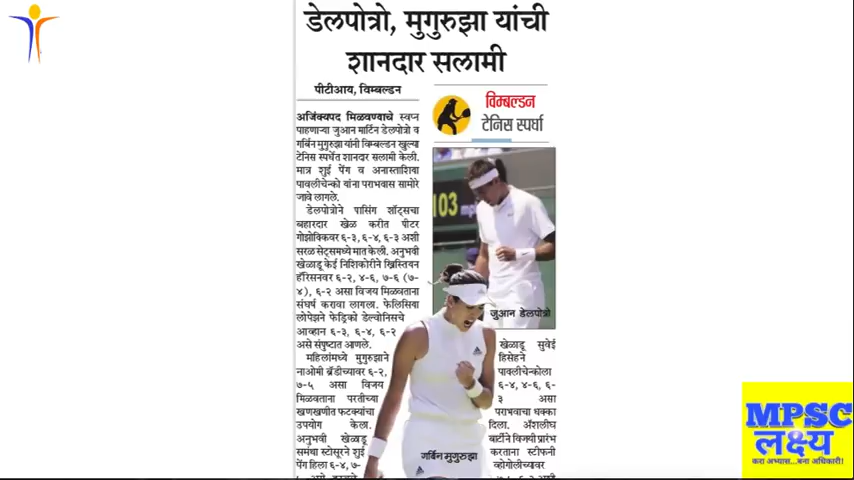 डेलपोत्रो, मुगुरुझा यांची
शानदार सलामी
पीटीआय, विम्बल्डन
अजिंक्यपद मिळवण्याचे स्वप्न
पाहणाऱ्या जुआन मार्टिन डेलपोत्रो व
गर्बिन मुगुरुझा यांनी विम्बल्डन खुल्या
टेनिस स्पर्धेत शानदार सलामी केली.
मात्र शुई पेंग व अनास्ताशिया
पावलीचेन्को यांना पराभवास सामोरे
जावे लागले.
डेलपोत्रोने पासिंग शॉट्सचा
बहारदार खेळ करीत पीटर
गोझोविकवर ६-३, ६-४, ६-३ अशी
सरळ सेट्समध्ये मात केली. अनुभवी
खेळाडू केई निशिकोरीने ख्रिस्तियन
हॅरिसनवर ६-२, ४-६, ७-६ (७-
४), ६-२ असा विजय मिळवताना
संघर्ष करावा लागला. फेलिसिया
लोपेझने फेड्रिको डेल्वोनिसचे
आव्हान ६-३, ६-४, ६-२
असे संपुष्टात आणले.
महिलांमध्ये मुगुरुझाने
नाओमी ब्रॅडीच्यावर ६-२,
७-५ असा विजय
मिळवताना परतीच्या
खणखणीत फटक्यांचा
उपयोग केला.
अनुभवी खेळाडू
समंथा स्टोसूरने शुई
पेंग हिला ६-४, ७-
विम्बल्डन
टेनिस स्पर्धा
103
जुआन डेलपोत्रो
गर्बिन मुगुरुझा
खेळाडू सुवेई
हिसेहने
पावलीचेन्कोला
६-४, ४-६, ६-
३ असा
पराभवाचा धक्का
दिला. अ‍ॅशलीघ
बार्टीने विजयी प्रारंभ
करताना स्टीफनी
व्होगोलीच्यावर
MPSC
लक्ष्य
करा अभ्यास...बना अधिकारी!